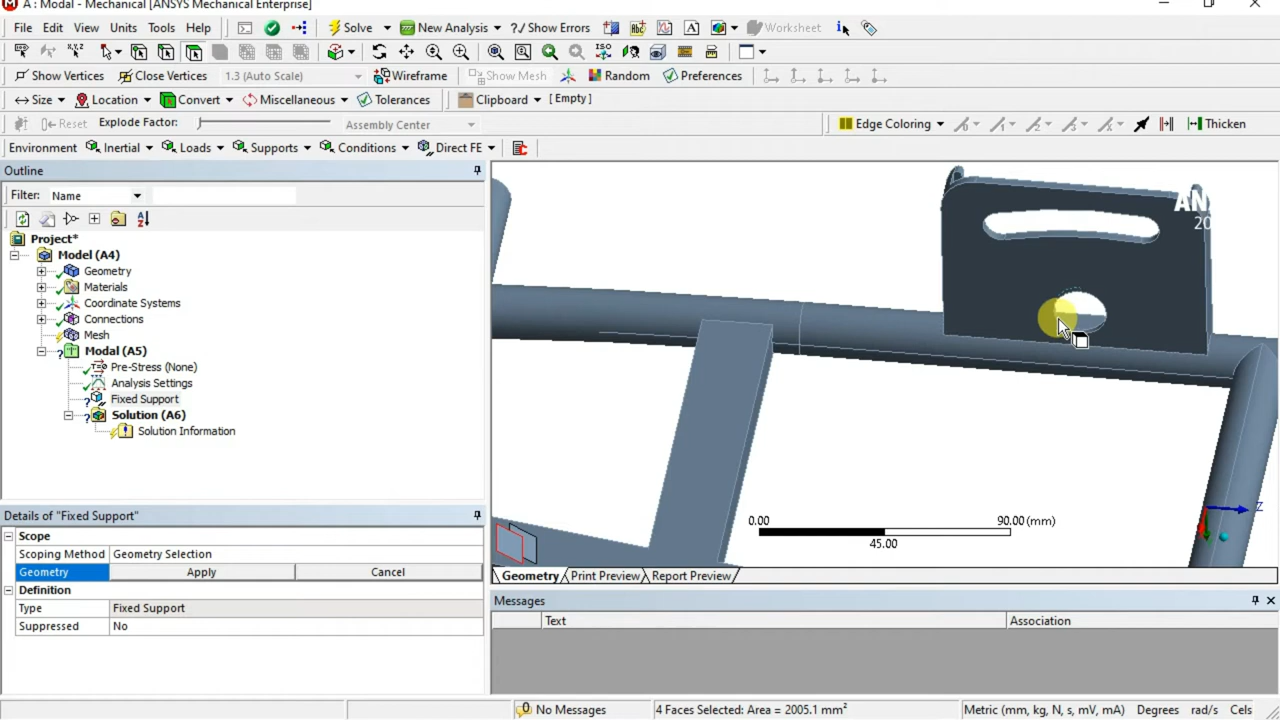 A : Modal - Mechanical [ANSYS Mechanical Enterprise]
File Edit View Units Tools Help Solve New Analysis ?/ Show Errors Worksheet
Show Vertices Close Vertices 1.3 (Auto Scale) Wireframe Show Mesh Random Preferences
Size Location Convert Miscellaneous Tolerances Clipboard [ Empty ]
Reset Explode Factor: Assembly Center Edge Coloring Thicken
Environment Inertial Loads Supports Conditions Direct FE
Outline
Filter: Name
Project*
Model (A4)
Geometry
Materials
Coordinate Systems
Connections
Mesh
Modal (A5)
Pre-Stress (None)
Analysis Settings
Fixed Support
Solution (A6)
Solution Information
Details of "Fixed Support"
Scope
Scoping Method Geometry Selection
Geometry Apply Cancel
Definition
Type Fixed Support
Suppressed No
AN
20
Z
0.00 90.00 (mm)
45.00
Geometry Print Preview Report Preview
Messages
Text Association
No Messages 4 Faces Selected: Area = 2005.1 mm² Metric (mm, kg, N, s, mV, mA) Degrees rad/s Cels